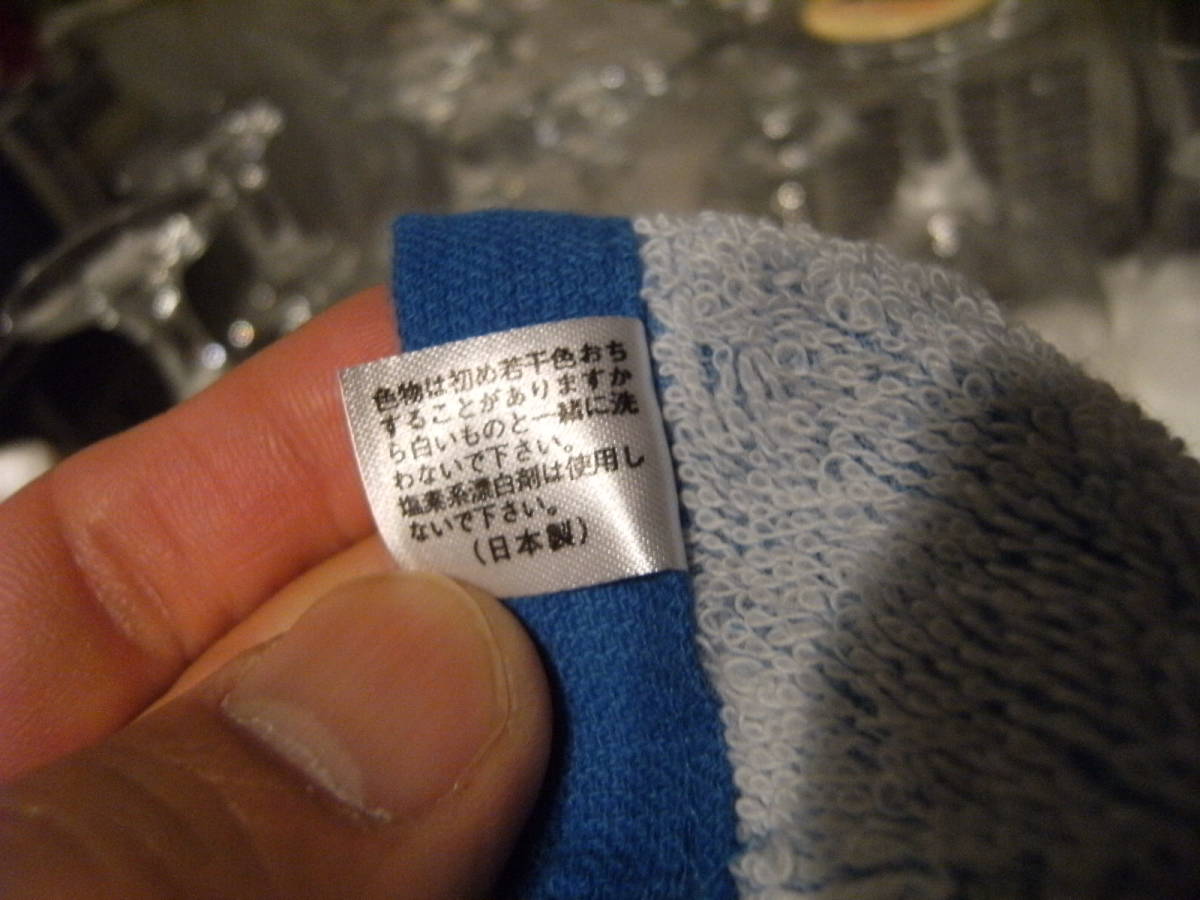 色物は初め若干色おち
することがありますか
ら白いものと一緒に洗
わないで下さい。
塩素系漂白剤は使用し
ないで下さい。
（日本製）